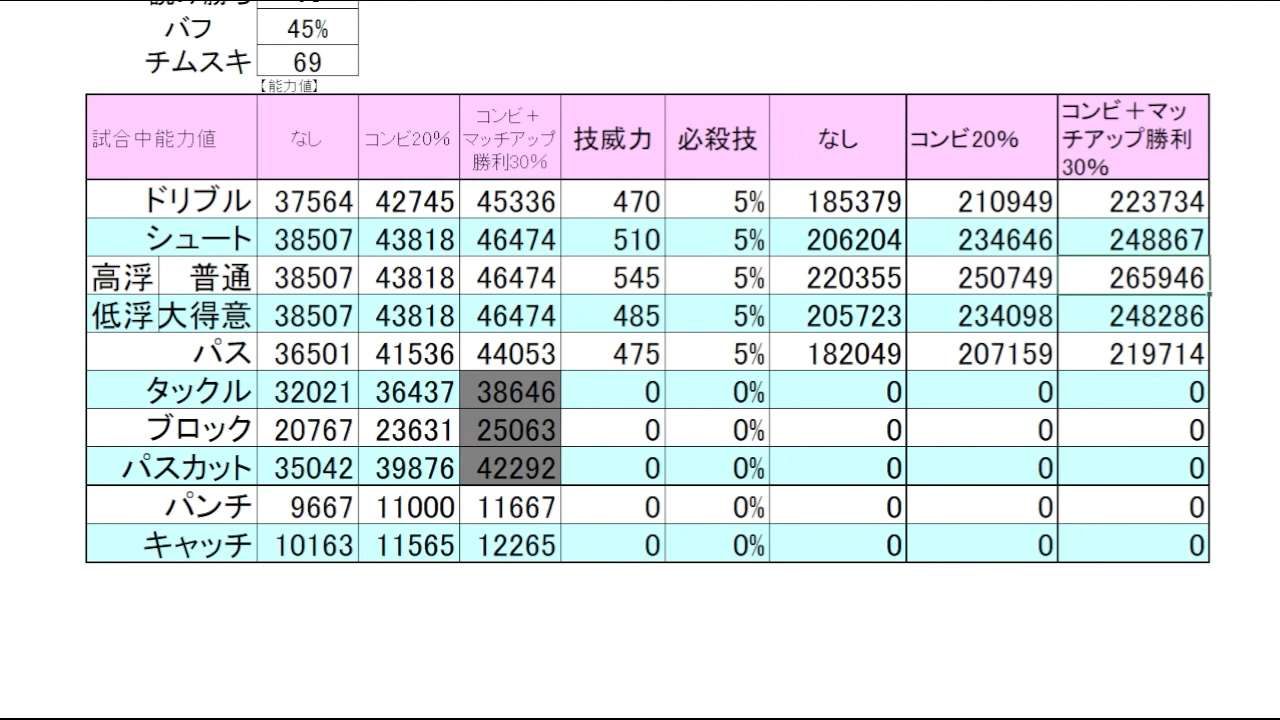 バフ 45%
チムスキ 69
【能力値】
試合中能力値 なし コンビ20% コンビ＋マッチアップ勝利30% 技威力 必殺技 なし コンビ20% コンビ＋マッチアップ勝利30%
ドリブル 37564 42745 45336 470 5% 185379 210949 223734
シュート 38507 43818 46474 510 5% 206204 234646 248867
高浮 普通 38507 43818 46474 545 5% 220355 250749 265946
低浮 大得意 38507 43818 46474 485 5% 205723 234098 248286
パス 36501 41536 44053 475 5% 182049 207159 219714
タックル 32021 36437 38646 0 0% 0 0 0
ブロック 20767 23631 25063 0 0% 0 0 0
パスカット 35042 39876 42292 0 0% 0 0 0
パンチ 9667 11000 11667 0 0% 0 0 0
キャッチ 10163 11565 12265 0 0% 0 0 0